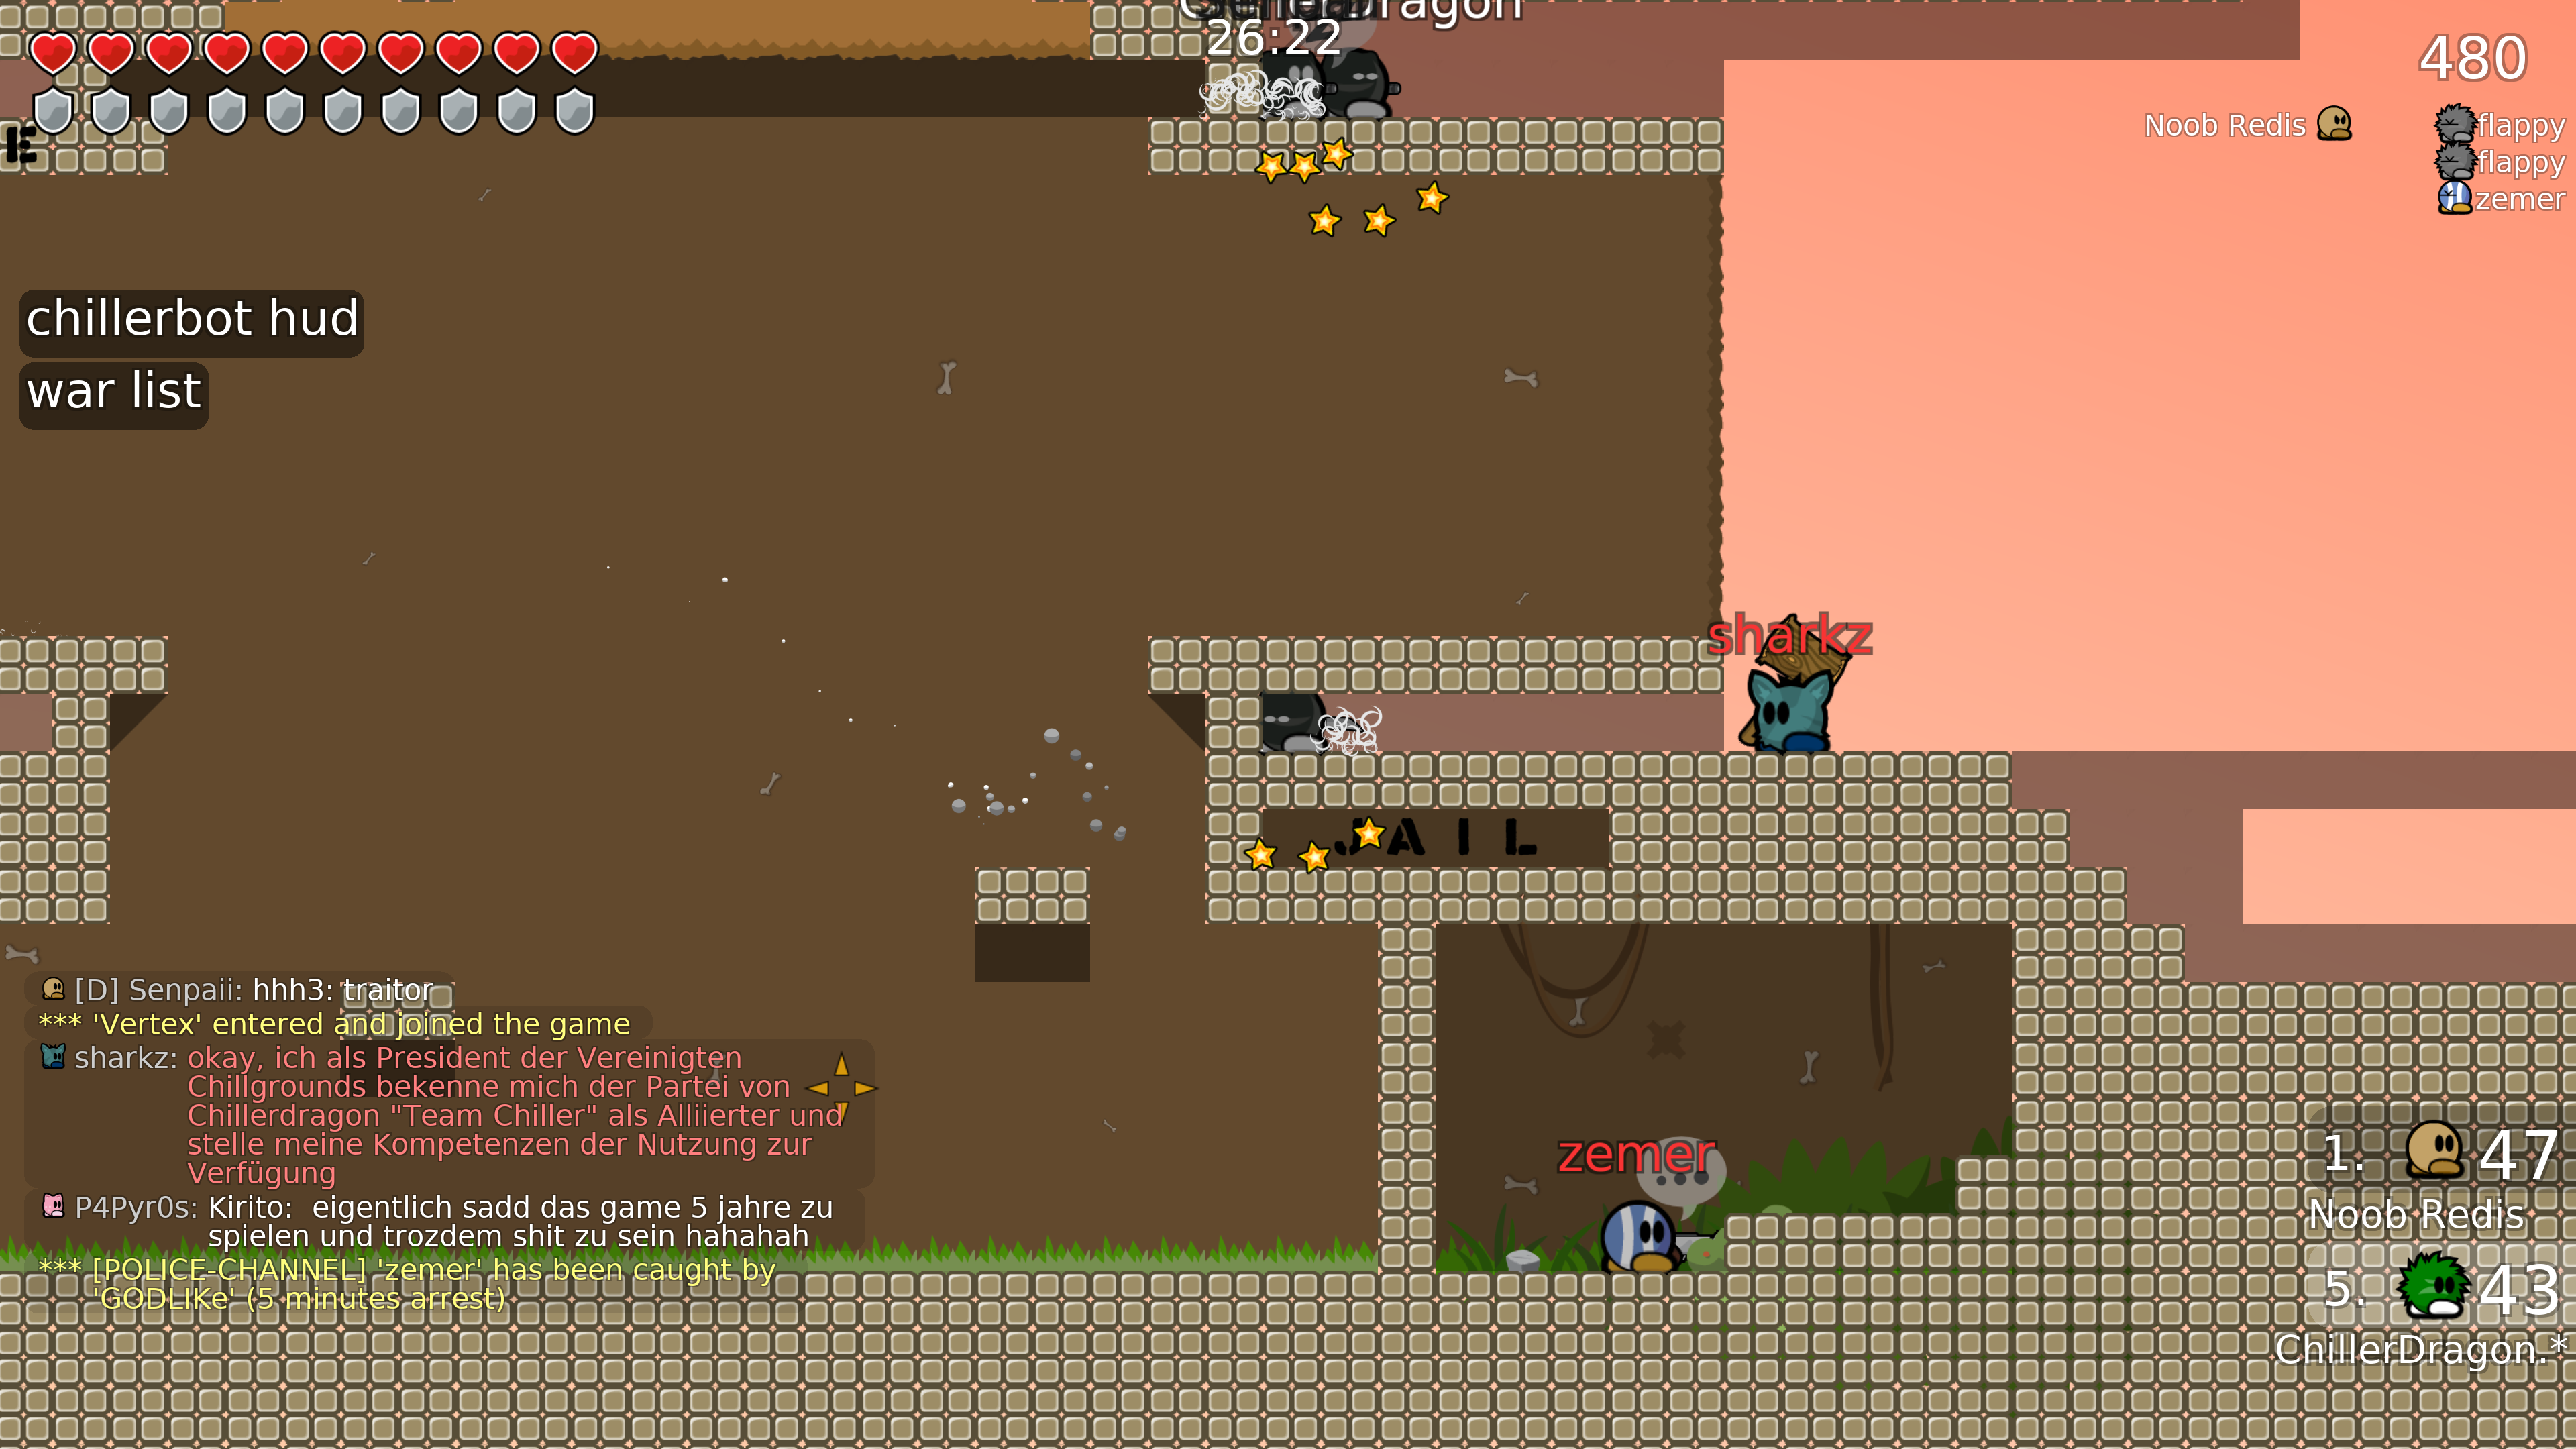 26:22
480
Noob Redis
flappy
flappy
zemer
E
chillerbot hud
war list
sharkz
JAIL
[D] Senpaii: hhh3: traitor
*** 'Vertex' entered and joined the game
sharkz: okay, ich als President der Vereinigten
Chillgrounds bekenne mich der Partei von
Chillerdragon "Team Chiller" als Alliierter und
stelle meine Kompetenzen der Nutzung zur
Verfügung
P4Pyr0s: Kirito: eigentlich sadd das game 5 jahre zu
spielen und trozdem shit zu sein hahahah
*** [POLICE-CHANNEL] 'zemer' has been caught by
'GODLIKe' (5 minutes arrest)
zemer
1. 47
Noob Redis
5. 43
ChillerDragon.*